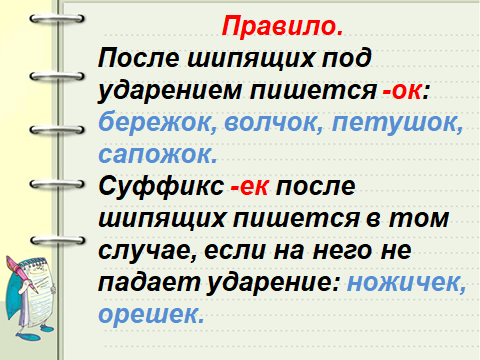 Правило.
После шипящих под
ударением пишется -ок:
бережок, волчок, петушок,
сапожок.
Суффикс -ек после
шипящих пишется в том
случае, если на него не
падает ударение: ножичек,
орешек.